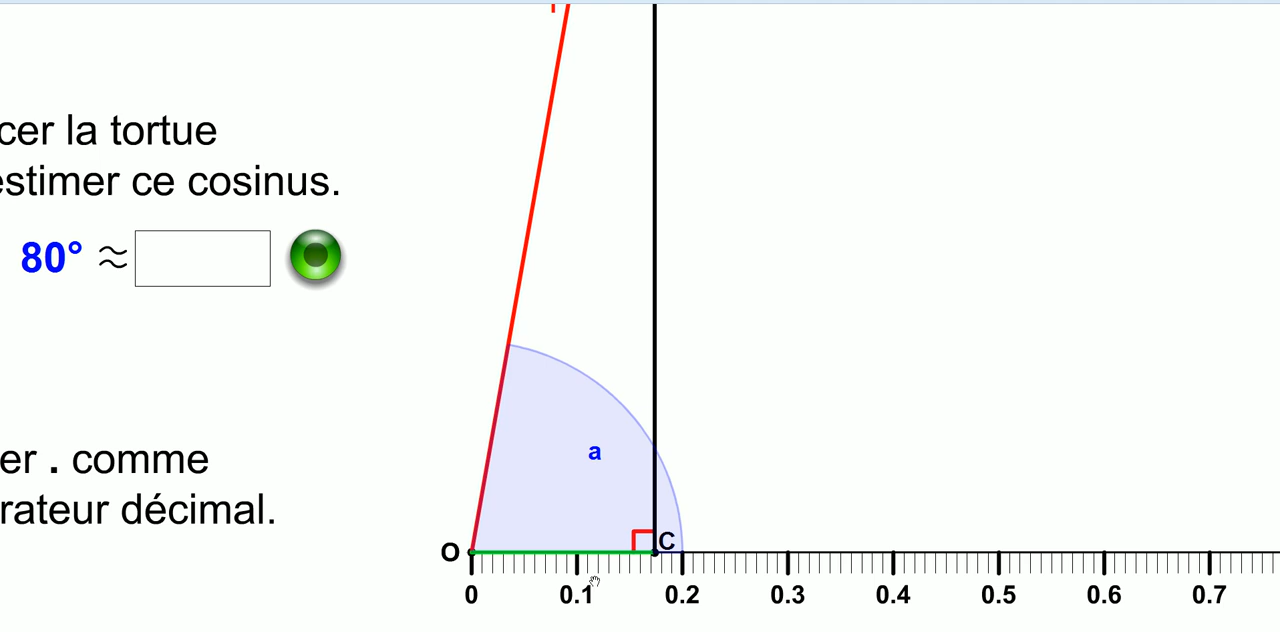 cer la tortue
estimer ce cosinus.
80° ≈
er . comme
rateur décimal.
a
C
O
0 0.1 0.2 0.3 0.4 0.5 0.6 0.7